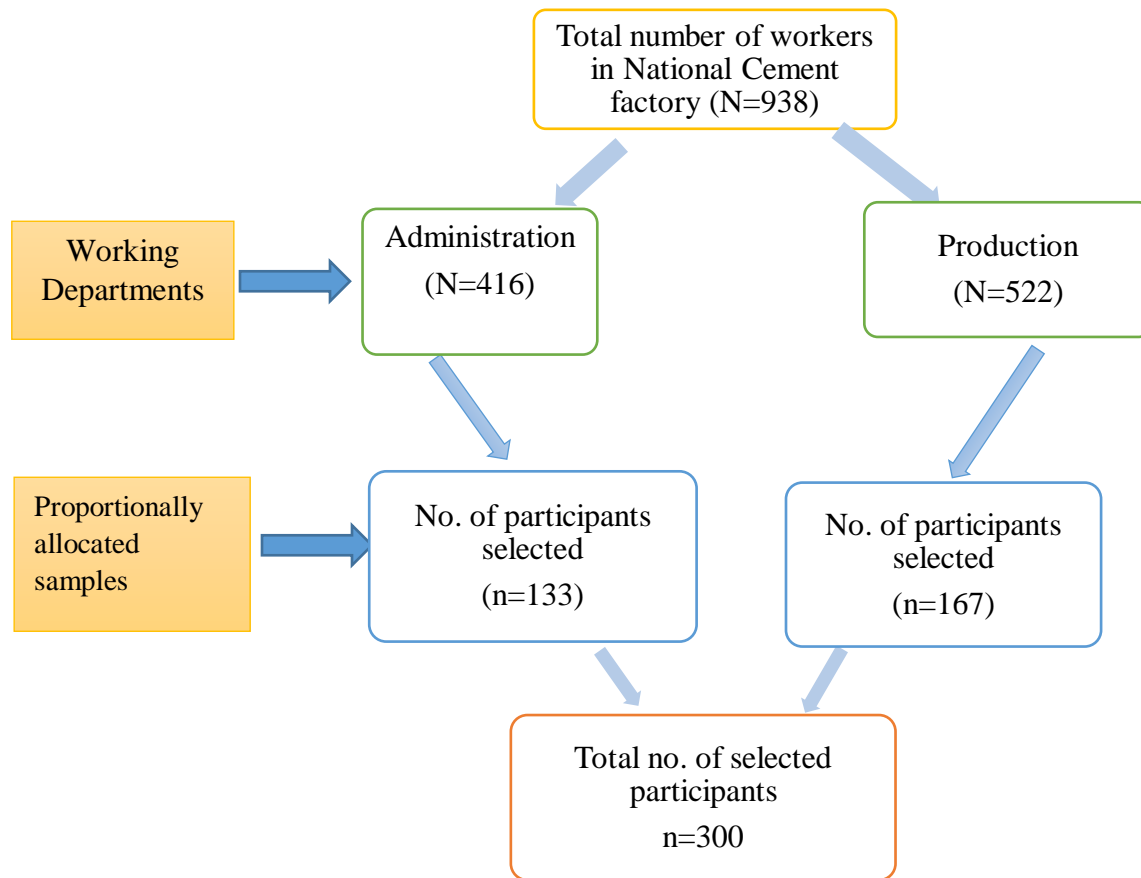 Total number of workers
in National Cement
factory (N=938)
Working
Departments
Administration
(N=416)
Production
(N=522)
Proportionally
allocated
samples
No. of participants
selected
(n=133)
No. of participants
selected
(n=167)
Total no. of selected
participants
n=300